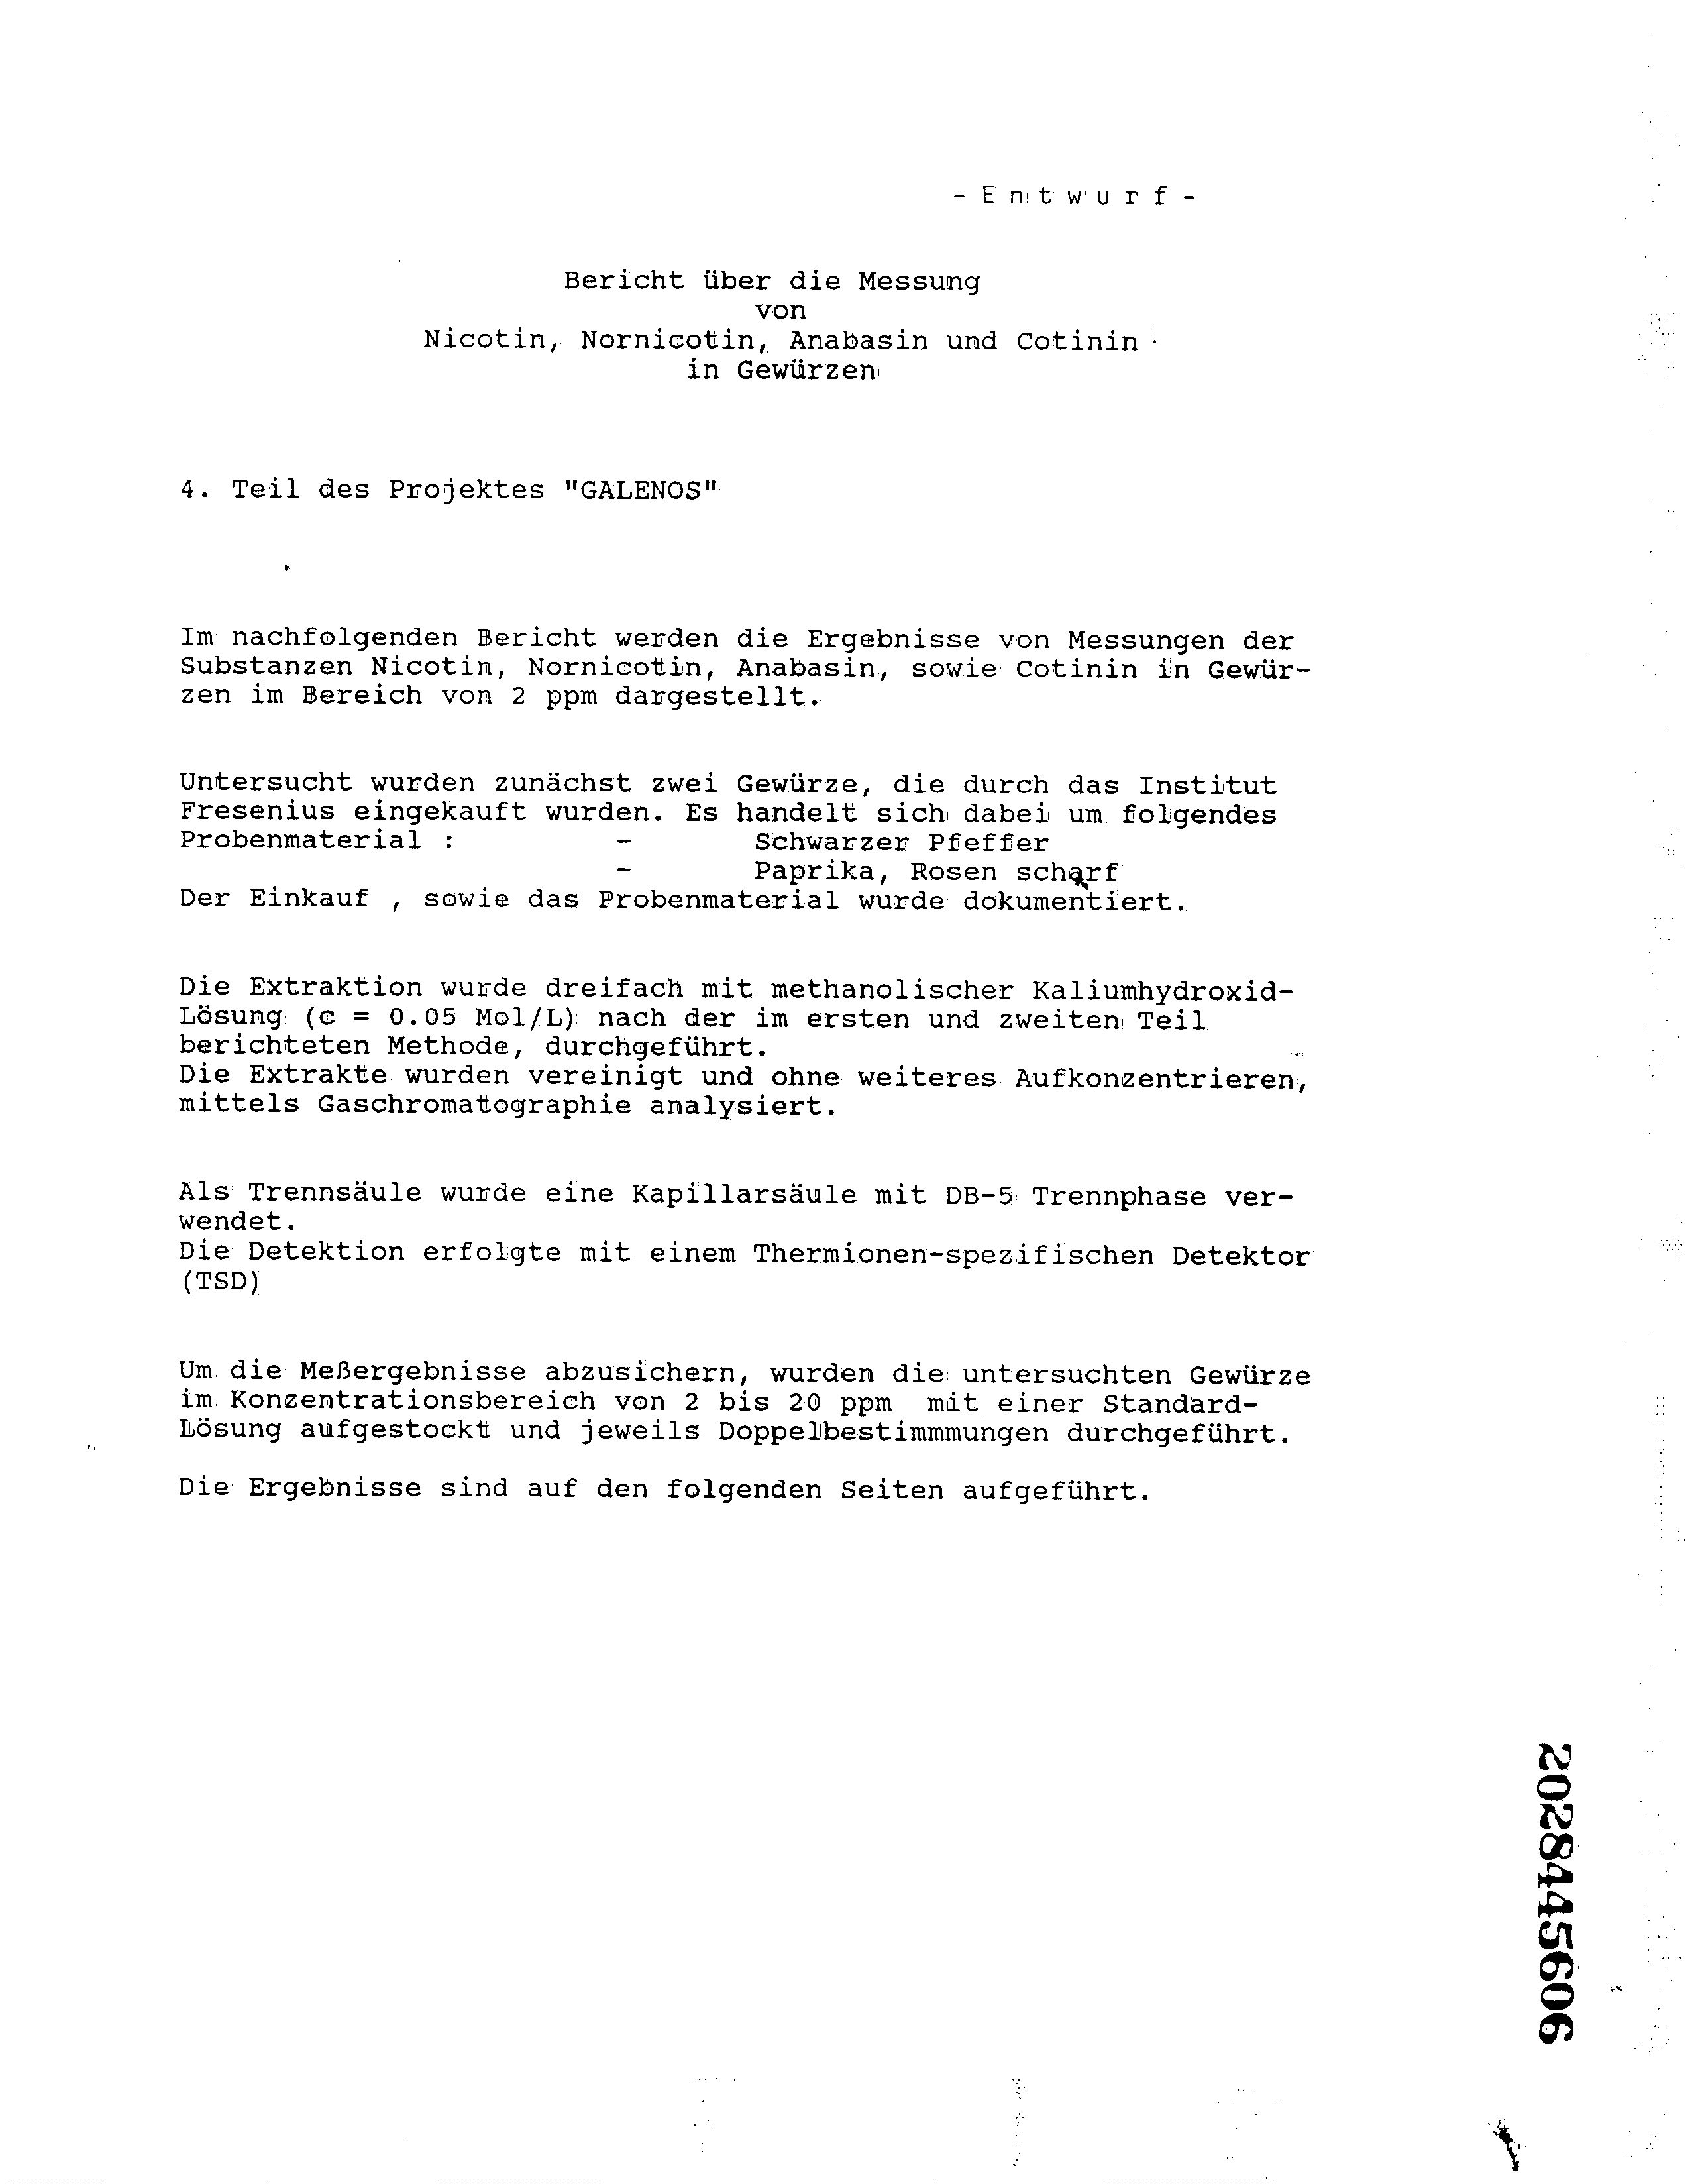 - E n t w u r f -
Bericht über die Messung
von
Nicotin, Nornicotin, Anabasin und Cotinin
in Gewürzen
4. Teil des Projektes "GALENOS"
Im nachfolgenden Bericht werden die Ergebnisse von Messungen der
Substanzen Nicotin, Nornicotin, Anabasin, sowie Cotinin in Gewür-
zen im Bereich von 2 ppm dargestellt.
Untersucht wurden zunächst zwei Gewürze, die durch das Institut
Fresenius eingekauft wurden. Es handelt sich dabei um folgendes
Probenmaterial : - Schwarzer Pfeffer
- Paprika, Rosen scharf
Der Einkauf , sowie das Probenmaterial wurde dokumentiert.
Die Extraktion wurde dreifach mit methanolischer Kaliumhydroxid-
Lösung (c = 0.05 Mol/L) nach der im ersten und zweiten Teil
berichteten Methode, durchgeführt.
Die Extrakte wurden vereinigt und ohne weiteres Aufkonzentrieren,
mittels Gaschromatographie analysiert.
Als Trennsäule wurde eine Kapillarsäule mit DB-5 Trennphase ver-
wendet.
Die Detektion erfolgte mit einem Thermionen-spezifischen Detektor
(TSD)
Um die Meßergebnisse abzusichern, wurden die untersuchten Gewürze
im Konzentrationsbereich von 2 bis 20 ppm mit einer Standard-
Lösung aufgestockt und jeweils Doppelbestimmmungen durchgeführt.
Die Ergebnisse sind auf den folgenden Seiten aufgeführt.
2028445606